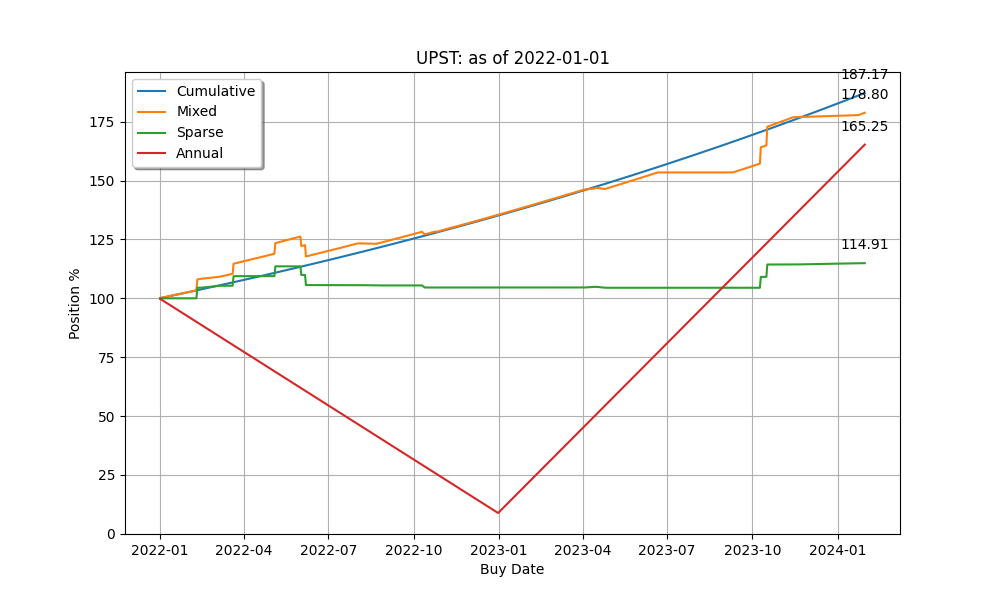 UPST: as of 2022-01-01
Cumulative
Mixed
Sparse
Annual
187.17
178.80
165.25
114.91
175
150
125
100
75
50
25
0
Position %
2022-01 2022-04 2022-07 2022-10 2023-01 2023-04 2023-07 2023-10 2024-01
Buy Date